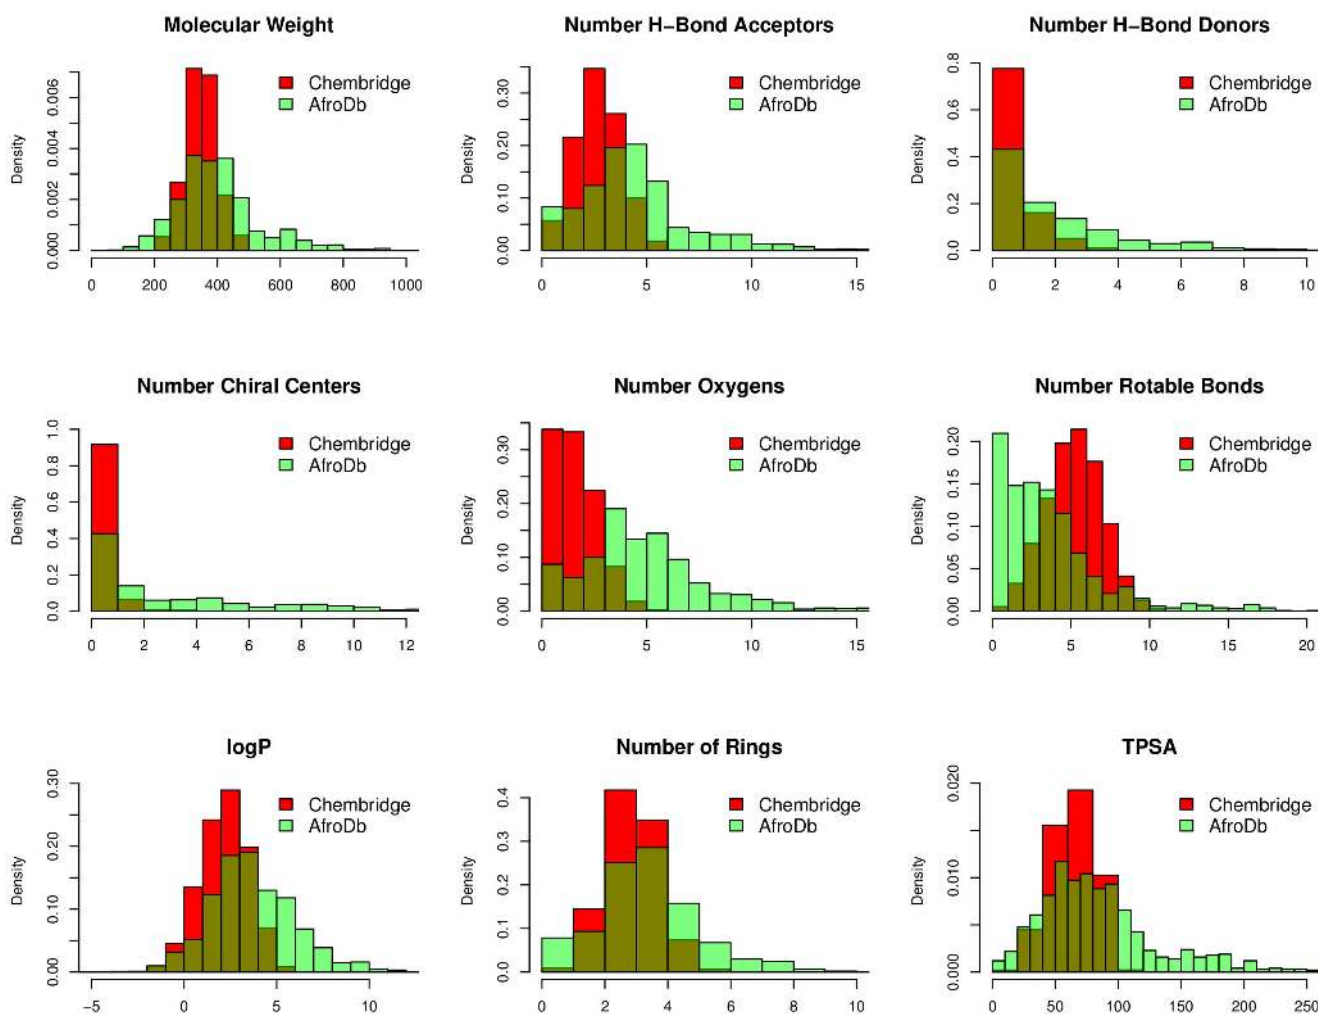 Molecular Weight
Density
0.000 0.002 0.004 0.006
Chembridge
AfroDb
0 200 400 600 800 1000
Number H−Bond Acceptors
Density
0.00 0.10 0.20 0.30
Chembridge
AfroDb
0 5 10 15
Number H−Bond Donors
Density
0.0 0.2 0.4 0.6 0.8
Chembridge
AfroDb
0 2 4 6 8 10
Number Chiral Centers
Density
0.0 0.2 0.4 0.6 0.8 1.0
Chembridge
AfroDb
0 2 4 6 8 10 12
Number Oxygens
Density
0.00 0.10 0.20 0.30
Chembridge
AfroDb
0 5 10 15
Number Rotable Bonds
Density
0.00 0.05 0.10 0.15 0.20
Chembridge
AfroDb
0 5 10 15 20
logP
Density
0.00 0.10 0.20 0.30
Chembridge
AfroDb
−5 0 5 10
Number of Rings
Density
0.0 0.1 0.2 0.3 0.4
Chembridge
AfroDb
0 2 4 6 8 10
TPSA
Density
0.000 0.010 0.020
Chembridge
AfroDb
0 50 100 150 200 250